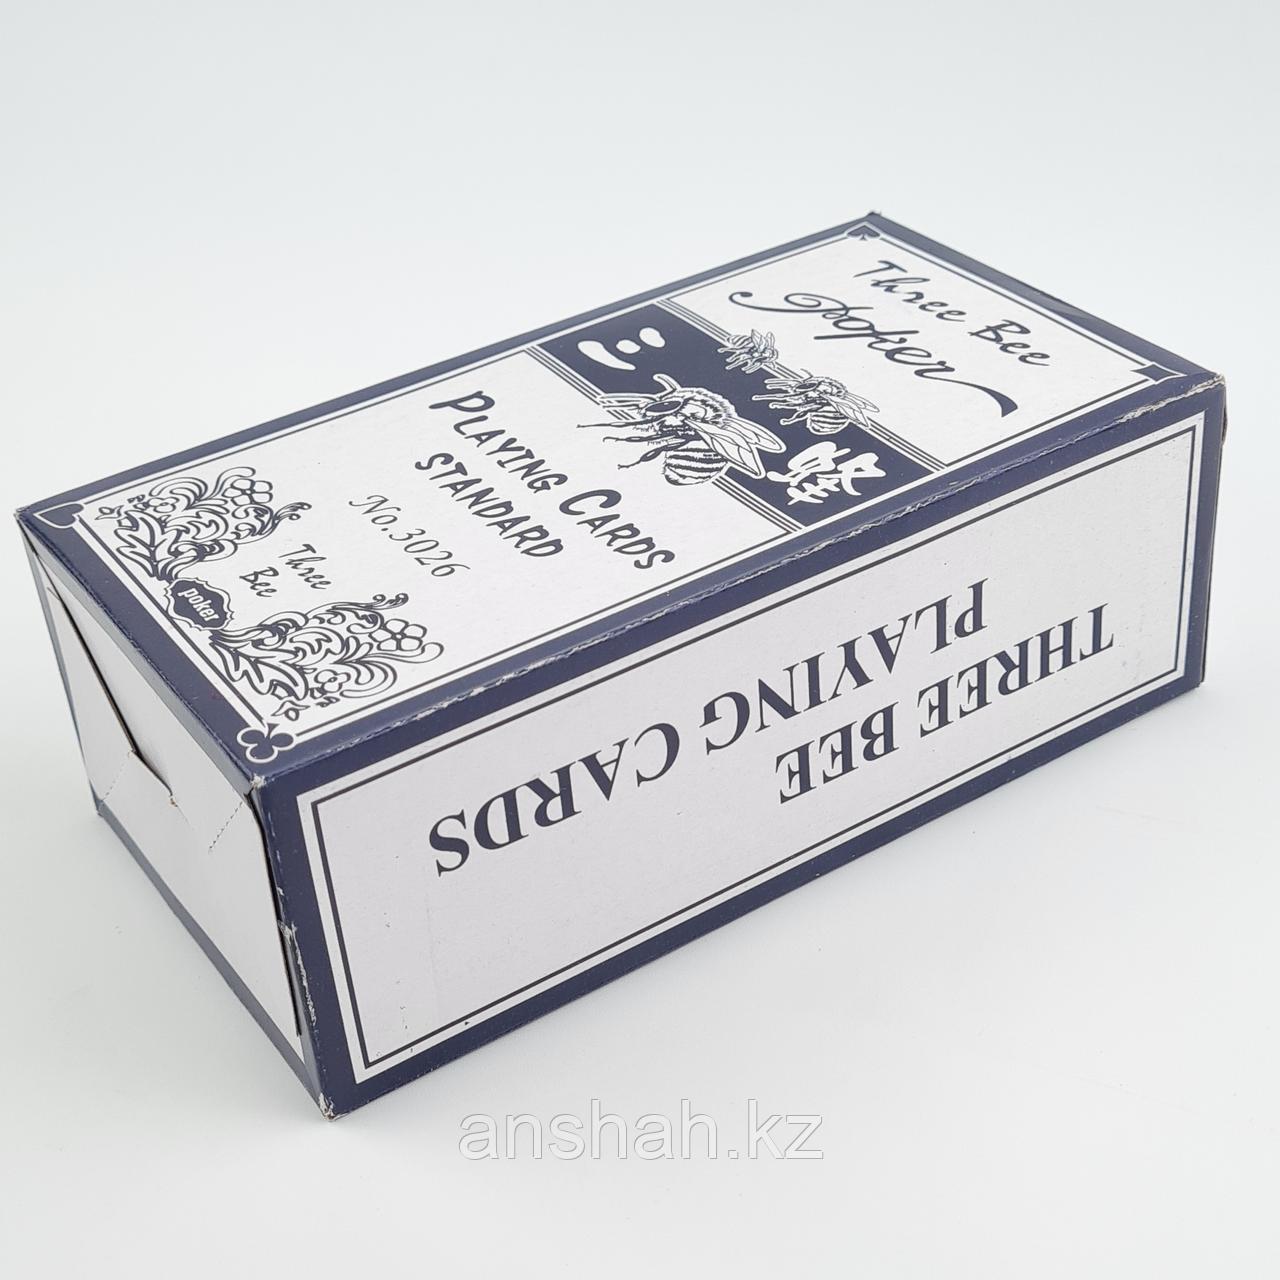 Three Bee
Poker
三
蜂
PLAYING CARDS
STANDARD
No.3026
Three
Bee
poker
THREE BEE
PLAYING CARDS
anshah.kz